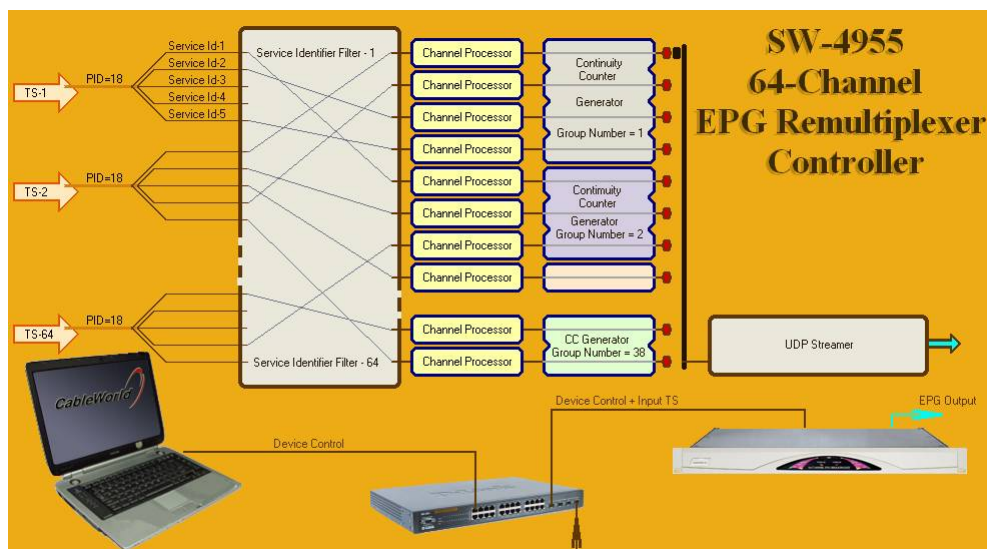 SW-4955
64-Channel
EPG Remultiplexer
Controller
TS-1
PID=18
Service Id-1
Service Id-2
Service Id-3
Service Id-4
Service Id-5
TS-2
PID=18
TS-64
PID=18
Service Identifier Filter - 1
Service Identifier Filter - 64
Channel Processor
Channel Processor
Channel Processor
Channel Processor
Channel Processor
Channel Processor
Channel Processor
Channel Processor
Channel Processor
Channel Processor
Continuity
Counter
Generator
Group Number = 1
Continuity
Counter
Generator
Group Number = 2
CC Generator
Group Number = 38
UDP Streamer
CableWorld
Device Control
Device Control + Input TS
EPG Output